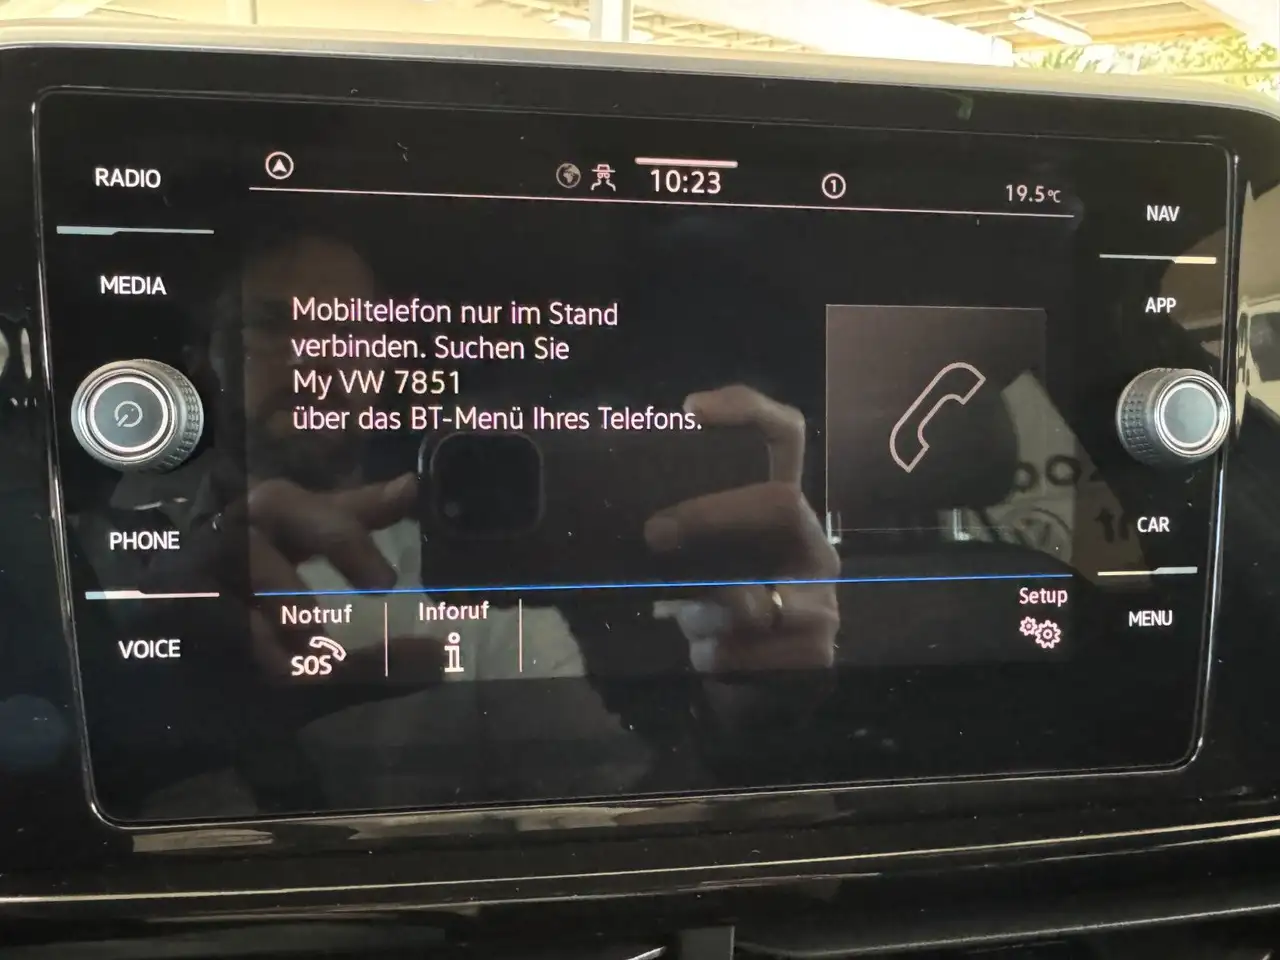 RADIO
MEDIA
PHONE
VOICE
10:23
1
19.5°C
Mobiltelefon nur im Stand
verbinden. Suchen Sie
My VW 7851
über das BT-Menü Ihres Telefons.
Notruf
SOS
Inforuf
i
Setup
NAV
APP
CAR
MENU